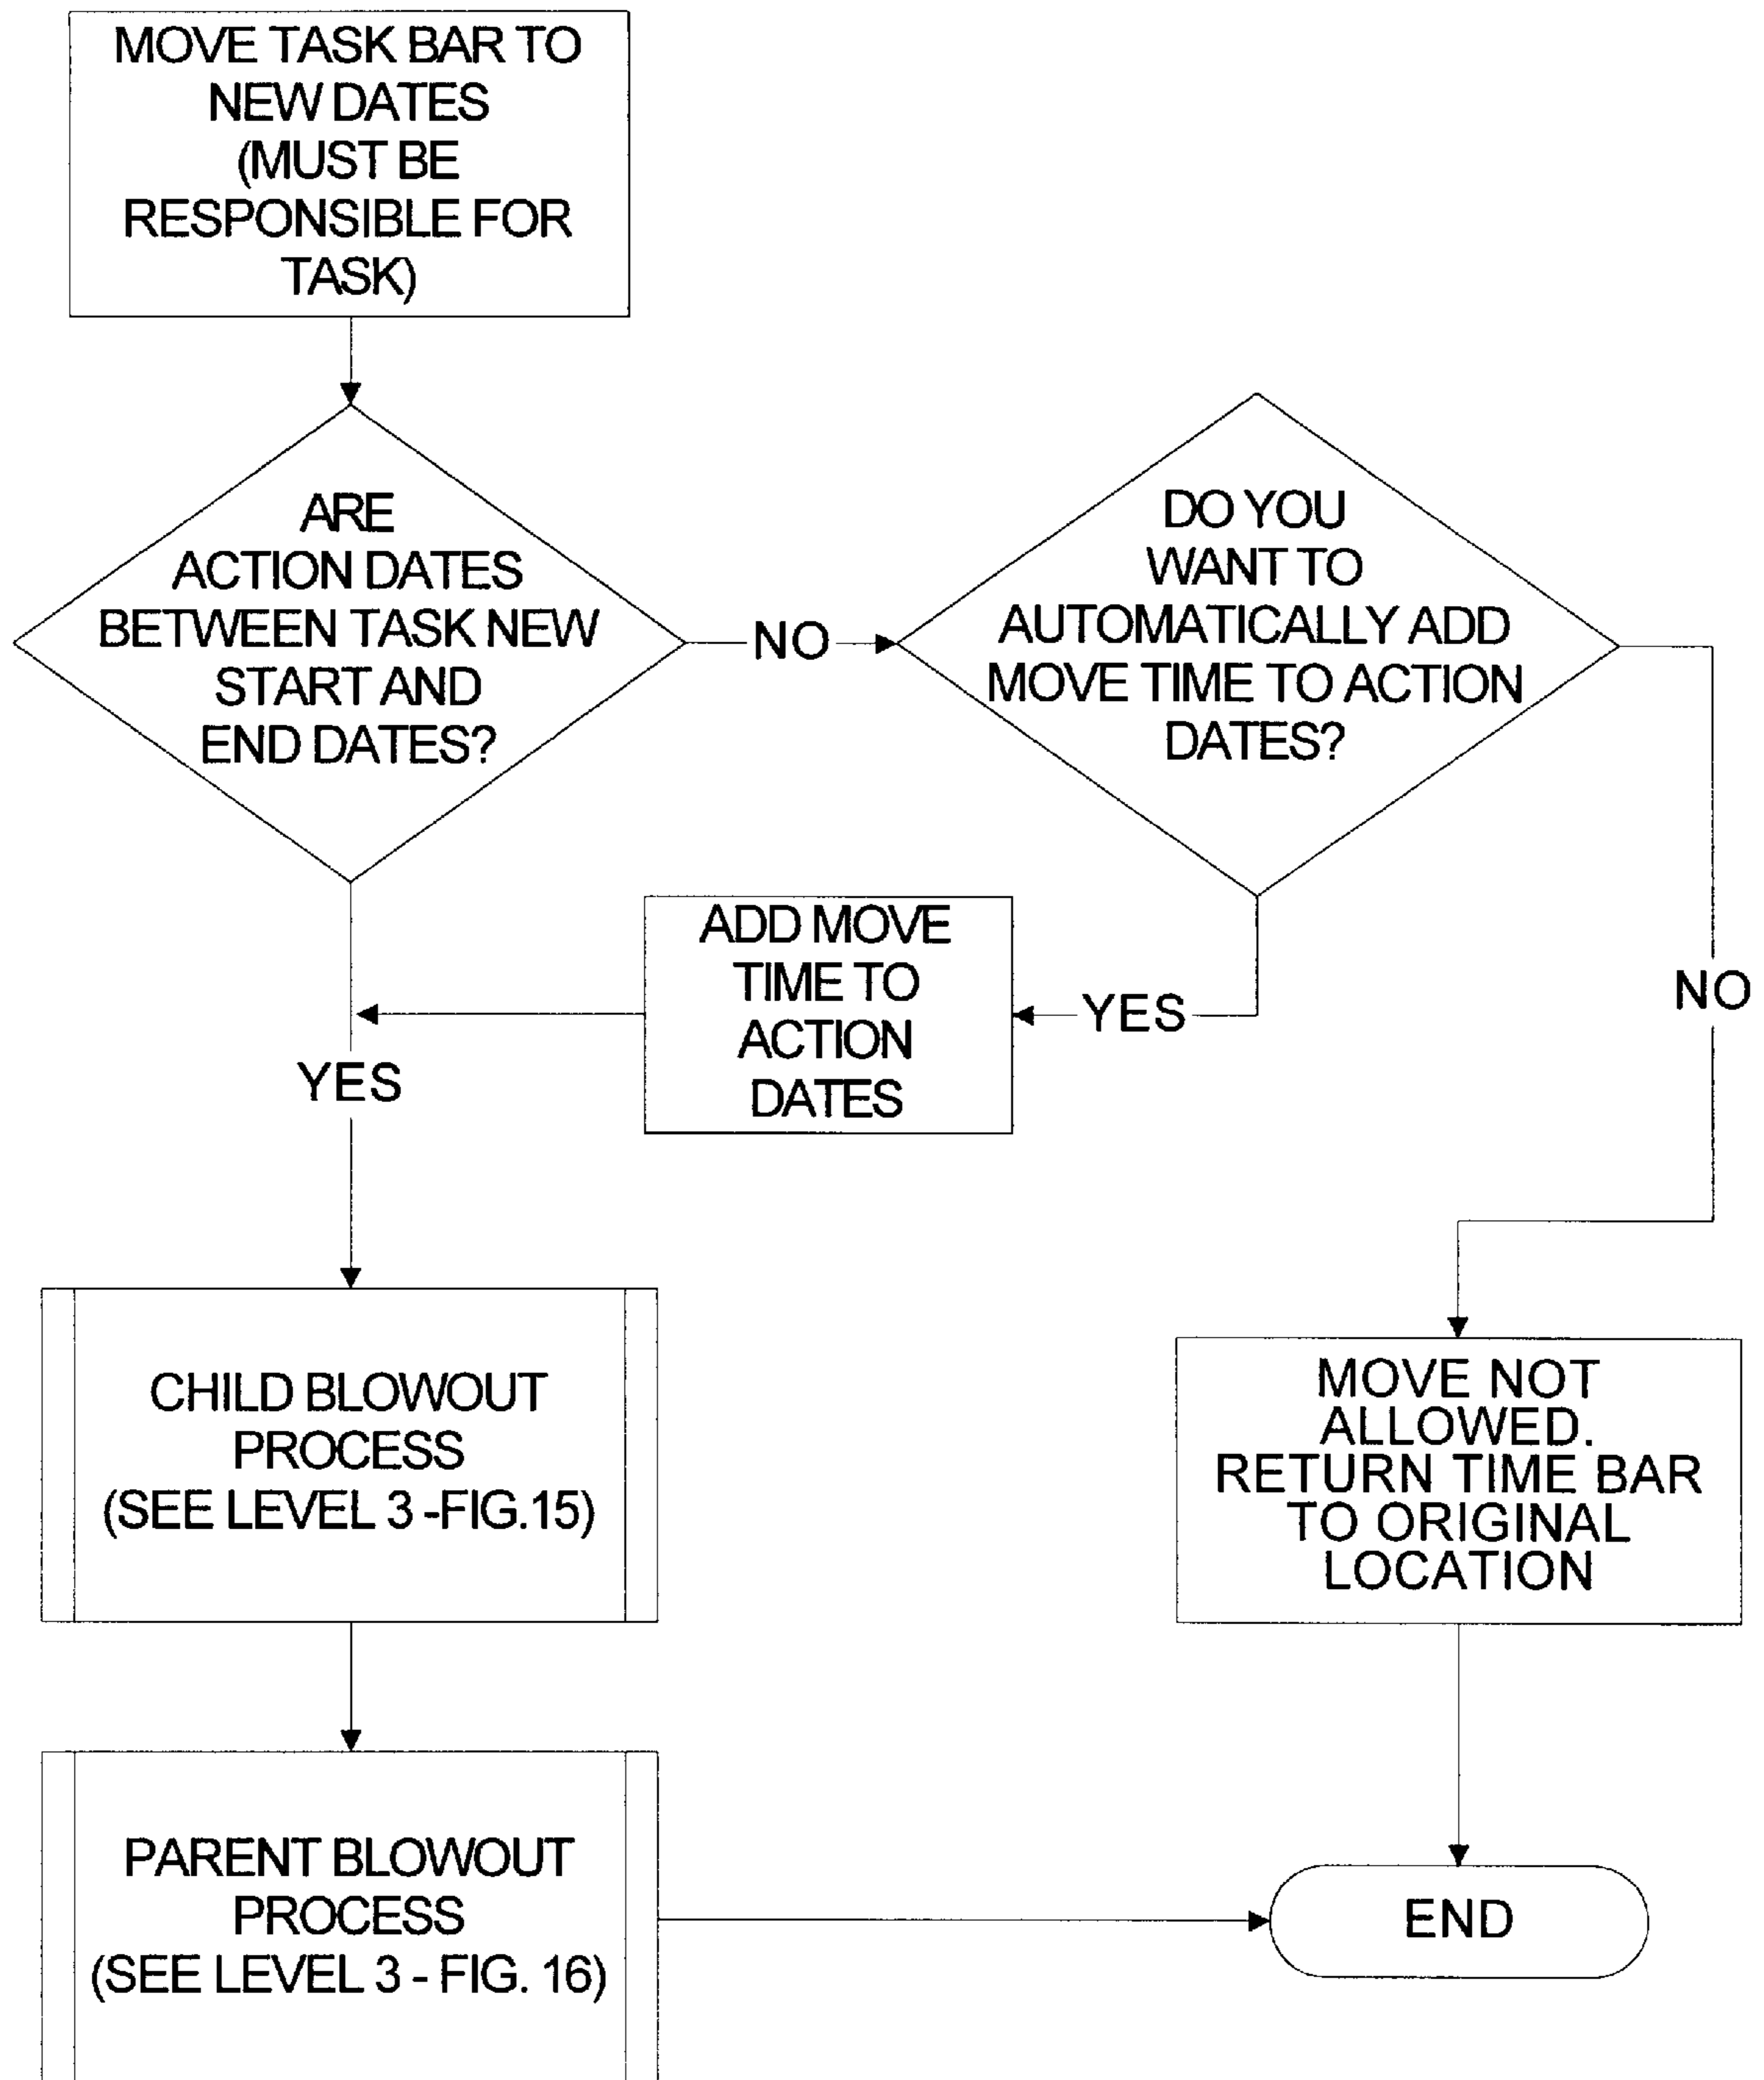 MOVE TASK BAR TO
NEW DATES
(MUST BE
RESPONSIBLE FOR
TASK)
ARE
ACTION DATES
BETWEEN TASK NEW
START AND
END DATES?
NO
DO YOU
WANT TO
AUTOMATICALLY ADD
MOVE TIME TO ACTION
DATES?
ADD MOVE
TIME TO
ACTION
DATES
YES
NO
YES
CHILD BLOWOUT
PROCESS
(SEE LEVEL 3 -FIG.15)
MOVE NOT
ALLOWED.
RETURN TIME BAR
TO ORIGINAL
LOCATION
PARENT BLOWOUT
PROCESS
(SEE LEVEL 3 - FIG. 16)
END